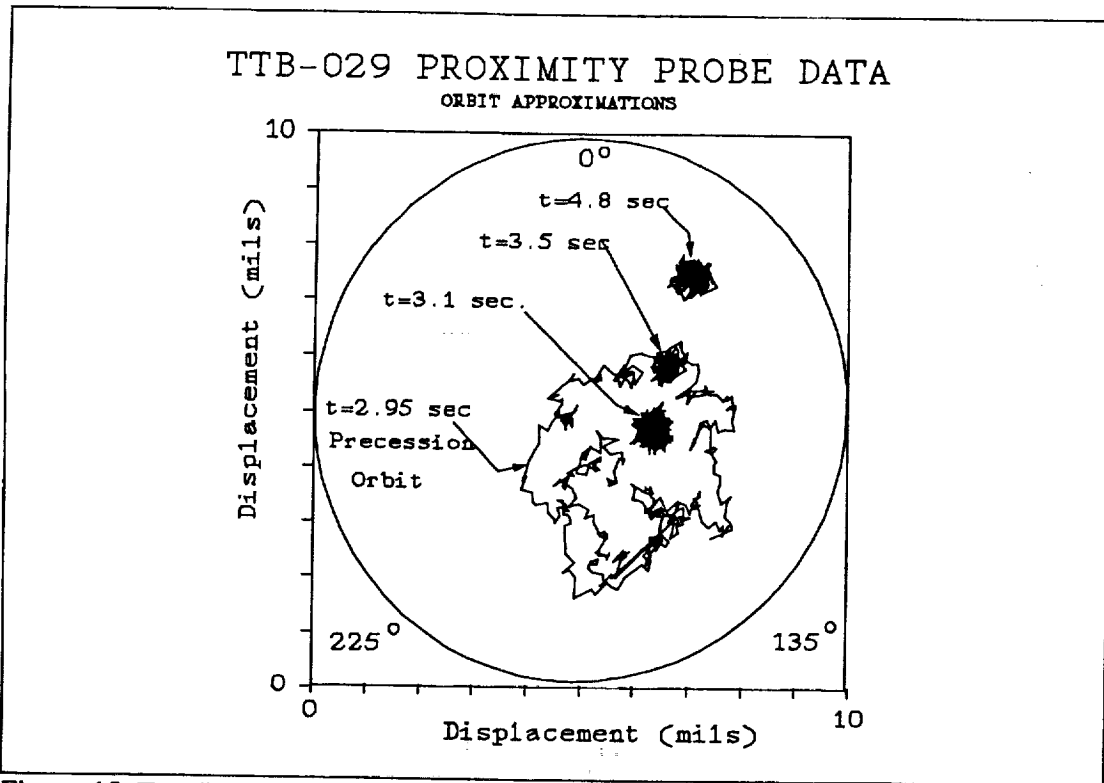 TTB-029 PROXIMITY PROBE DATA
ORBIT APPROXIMATIONS
10
0°
t=4.8 sec
t=3.5 sec
t=3.1 sec.
t=2.95 sec
Precession
Orbit
Displacement (mils)
225°
135°
0
0
10
Displacement (mils)